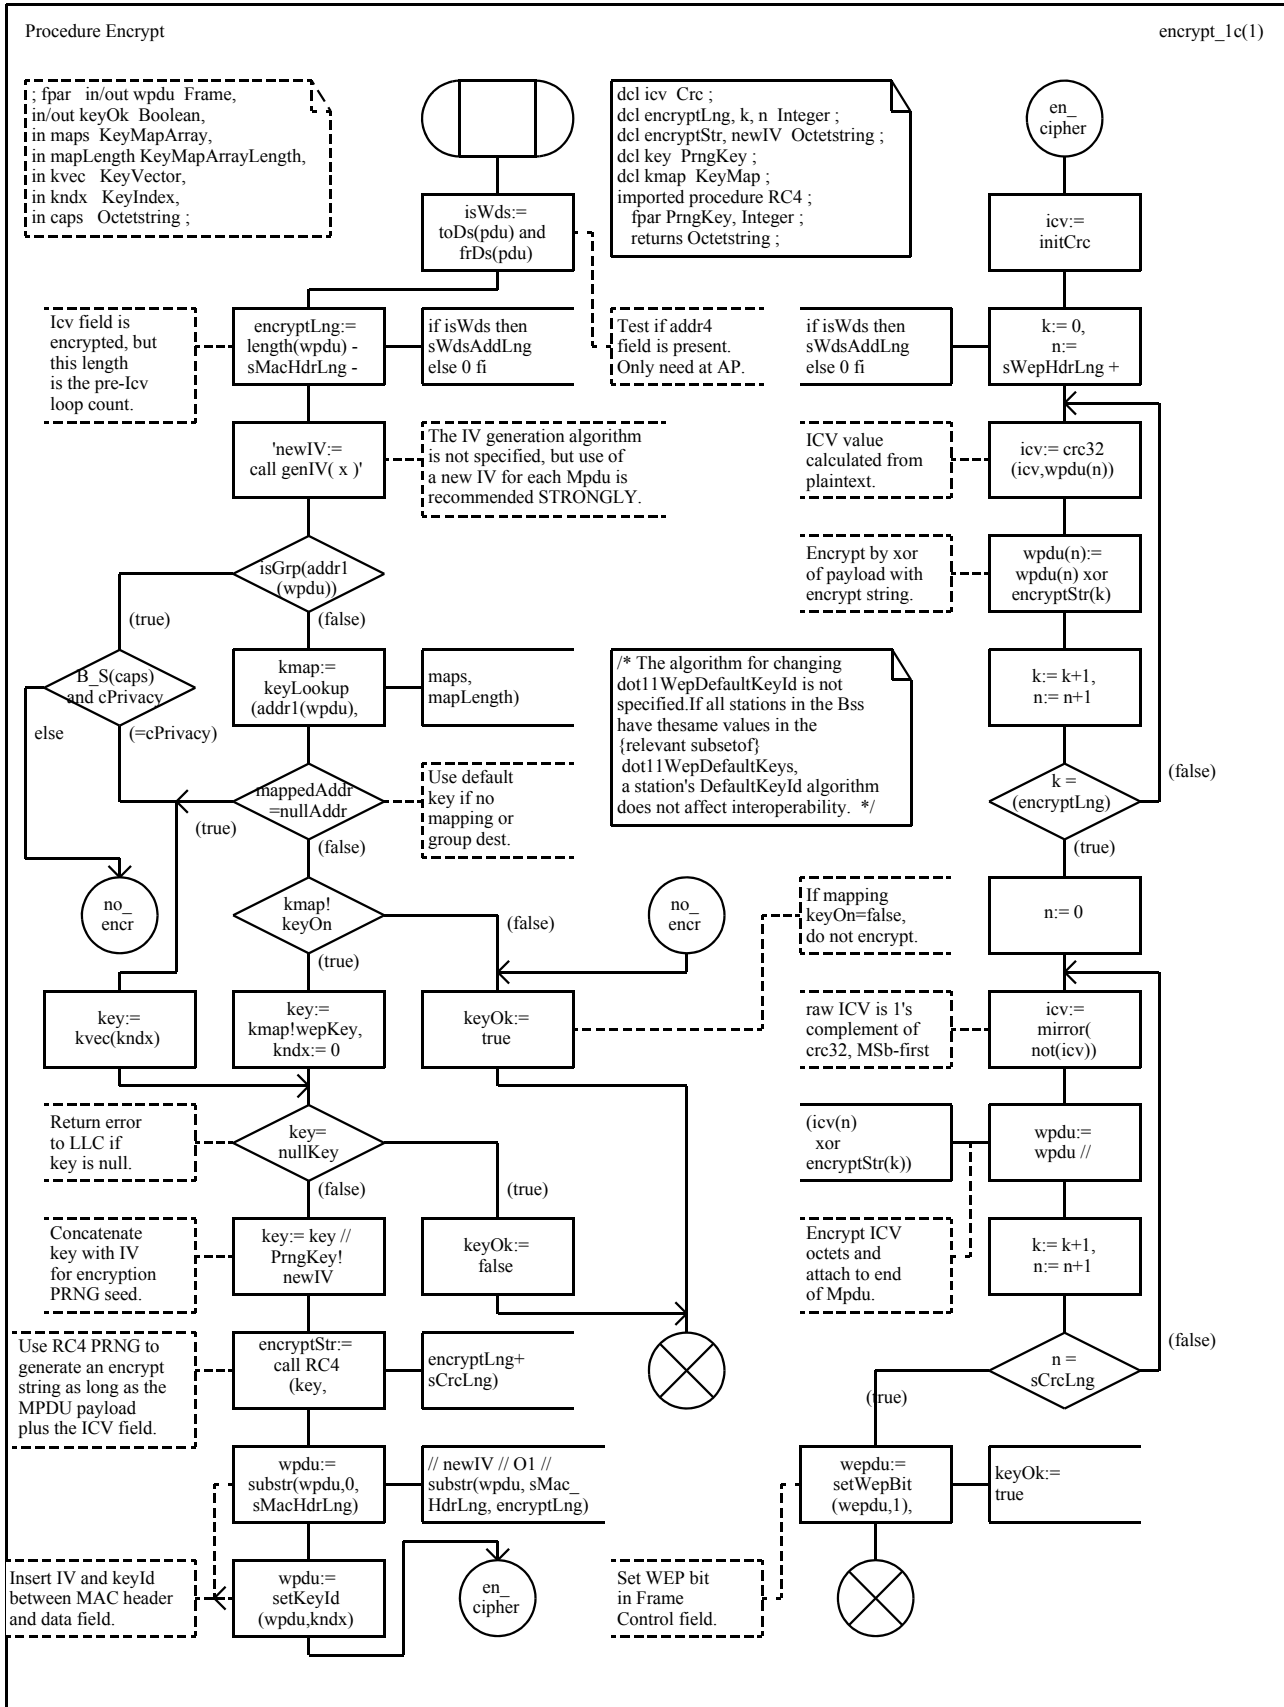 Procedure Encrypt
encrypt_1c(1)
; fpar in/out wpdu Frame,
in/out keyOk Boolean,
in maps KeyMapArray,
in mapLength KeyMapArrayLength,
in kvec KeyVector,
in kndx KeyIndex,
in caps Octetstring ;
dcl icv Crc ;
dcl encryptLng, k, n Integer ;
dcl encryptStr, newIV Octetstring ;
dcl key PrngKey ;
dcl kmap KeyMap ;
imported procedure RC4 ;
fpar PrngKey, Integer ;
returns Octetstring ;
en_
cipher
isWds:=
toDs(pdu) and
frDs(pdu)
icv:=
initCrc
Icv field is
encrypted, but
this length
is the pre-Icv
loop count.
encryptLng:=
length(wpdu) -
sMacHdrLng -
if isWds then
sWdsAddLng
else 0 fi
Test if addr4
field is present.
Only need at AP.
if isWds then
sWdsAddLng
else 0 fi
k:= 0,
n:=
sWepHdrLng +
'newIV:=
call genIV( x )'
The IV generation algorithm
is not specified, but use of
a new IV for each Mpdu is
recommended STRONGLY.
ICV value
calculated from
plaintext.
icv:= crc32
(icv,wpdu(n))
isGrp(addr1
(wpdu))
(true)
(false)
Encrypt by xor
of payload with
encrypt string.
wpdu(n):=
wpdu(n) xor
encryptStr(k)
B_S(caps)
and cPrivacy
else
(=cPrivacy)
kmap:=
keyLookup
(addr1(wpdu),
maps,
mapLength)
/* The algorithm for changing
dot11WepDefaultKeyId is not
specified.If all stations in the Bss
have thesame values in the
{relevant subsetof}
dot11WepDefaultKeys,
a station's DefaultKeyId algorithm
does not affect interoperability. */
k:= k+1,
n:= n+1
mappedAddr
=nullAddr
(true)
(false)
Use default
key if no
mapping or
group dest.
k =
(encryptLng)
(false)
(true)
no_
encr
kmap!
keyOn
(false)
(true)
no_
encr
If mapping
keyOn=false,
do not encrypt.
n:= 0
key:=
kvec(kndx)
key:=
kmap!wepKey,
kndx:= 0
keyOk:=
true
raw ICV is 1's
complement of
crc32, MSb-first
icv:=
mirror(
not(icv))
Return error
to LLC if
key is null.
key=
nullKey
(false)
(true)
(icv(n)
xor
encryptStr(k))
wpdu:=
wpdu //
Concatenate
key with IV
for encryption
PRNG seed.
key:= key //
PrngKey!
newIV
keyOk:=
false
Encrypt ICV
octets and
attach to end
of Mpdu.
k:= k+1,
n:= n+1
Use RC4 PRNG to
generate an encrypt
string as long as the
MPDU payload
plus the ICV field.
encryptStr:=
call RC4
(key,
encryptLng+
sCrcLng)
n =
sCrcLng
(false)
(true)
wpdu:=
substr(wpdu,0,
sMacHdrLng)
// newIV // O1 //
substr(wpdu, sMac_
HdrLng, encryptLng)
wepdu:=
setWepBit
(wepdu,1),
keyOk:=
true
Insert IV and keyId
between MAC header
and data field.
wpdu:=
setKeyId
(wpdu,kndx)
en_
cipher
Set WEP bit
in Frame
Control field.